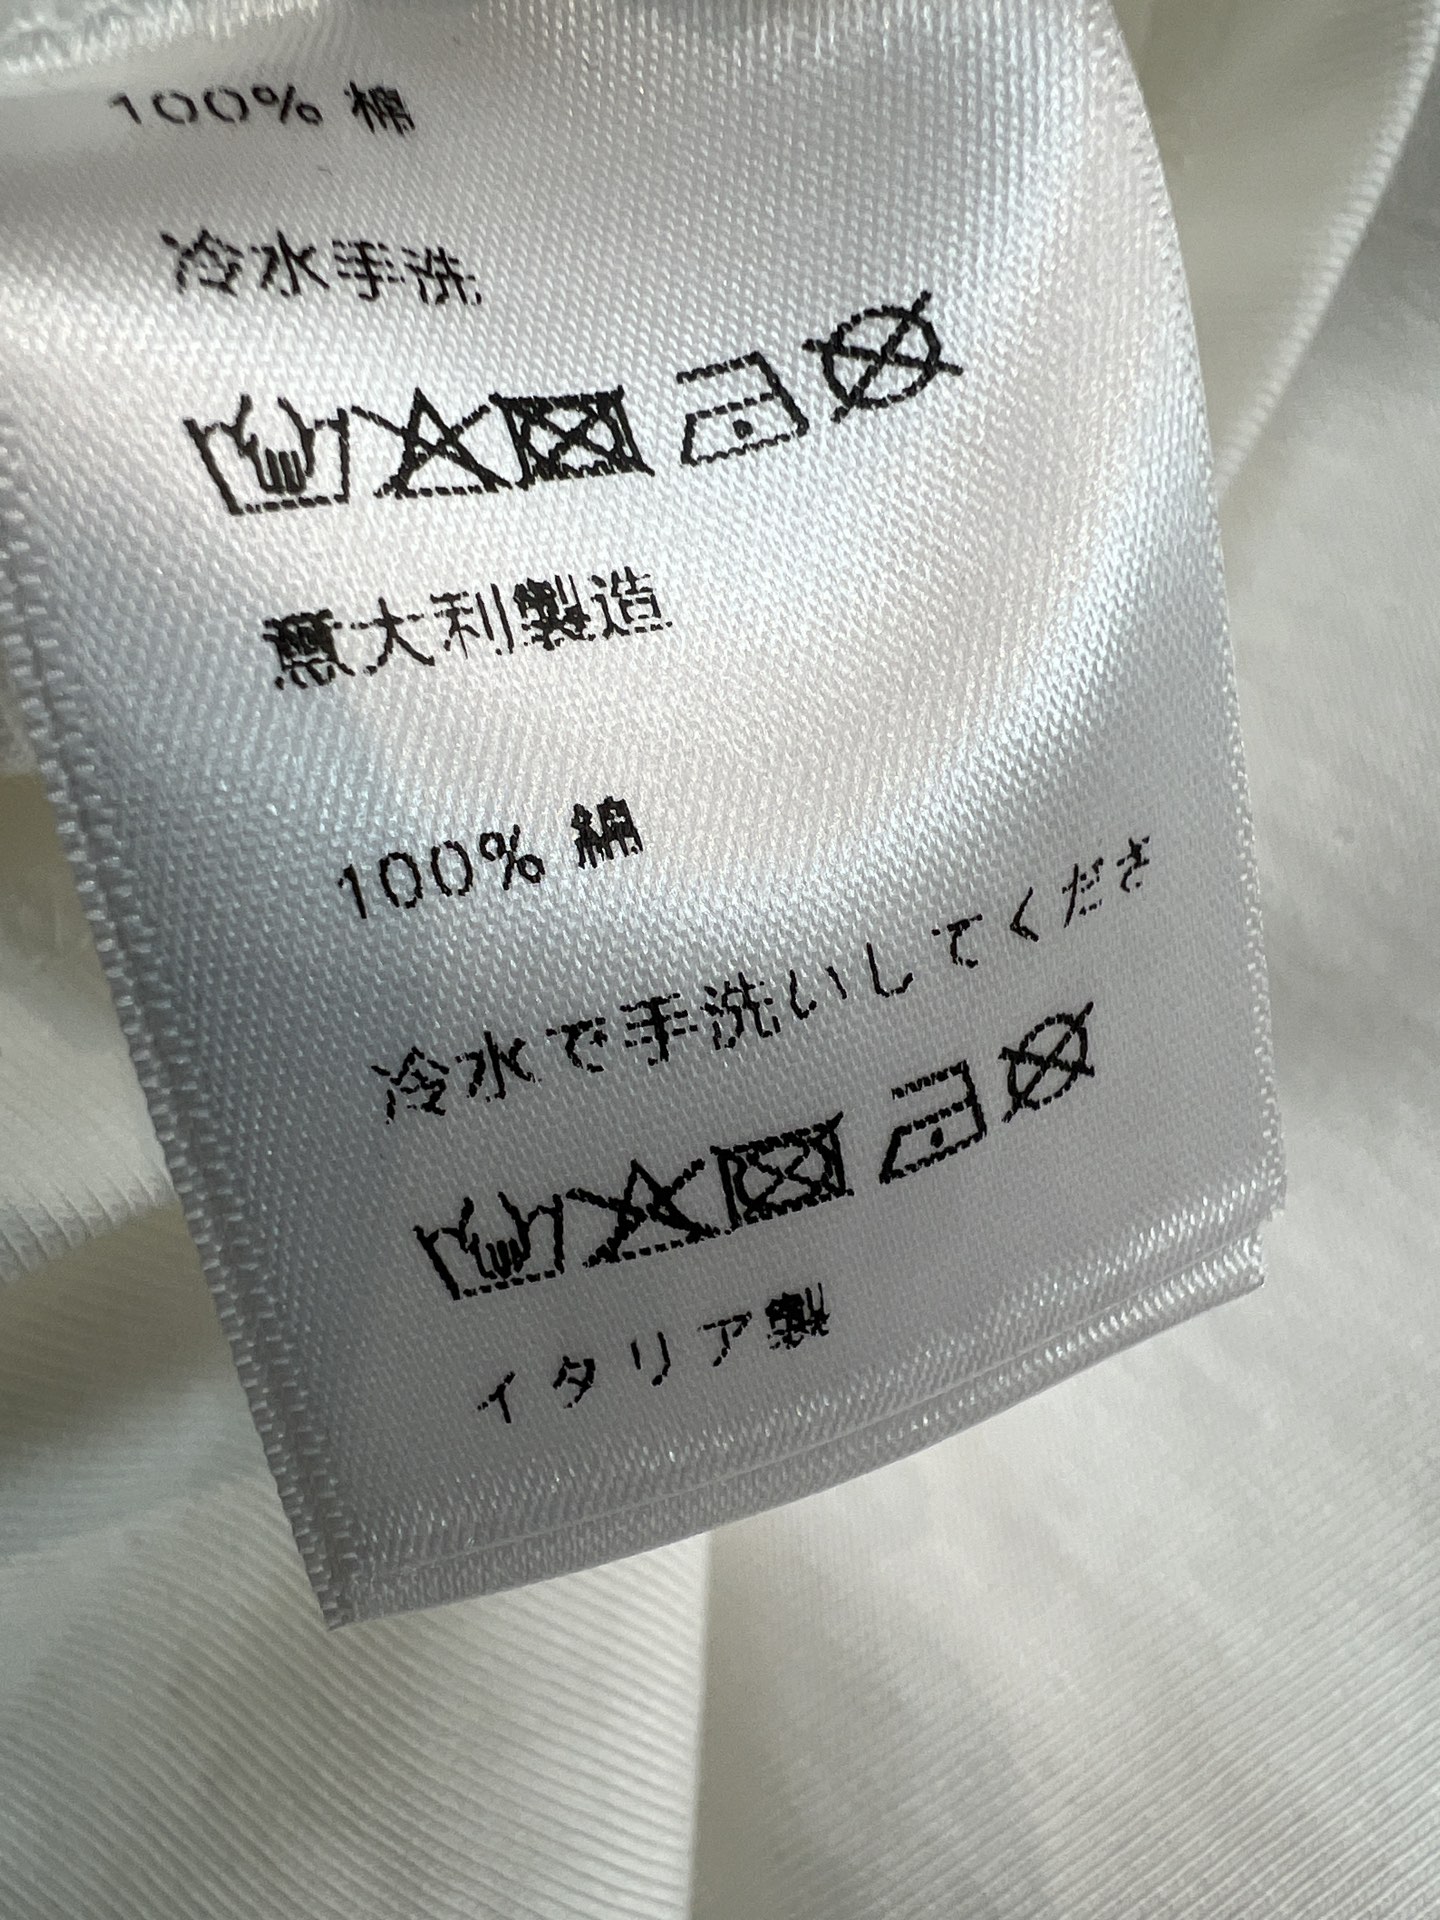 100% 棉
冷水手洗
意大利製造
100% 綿
冷水で手洗いしてくださ
イタリア製